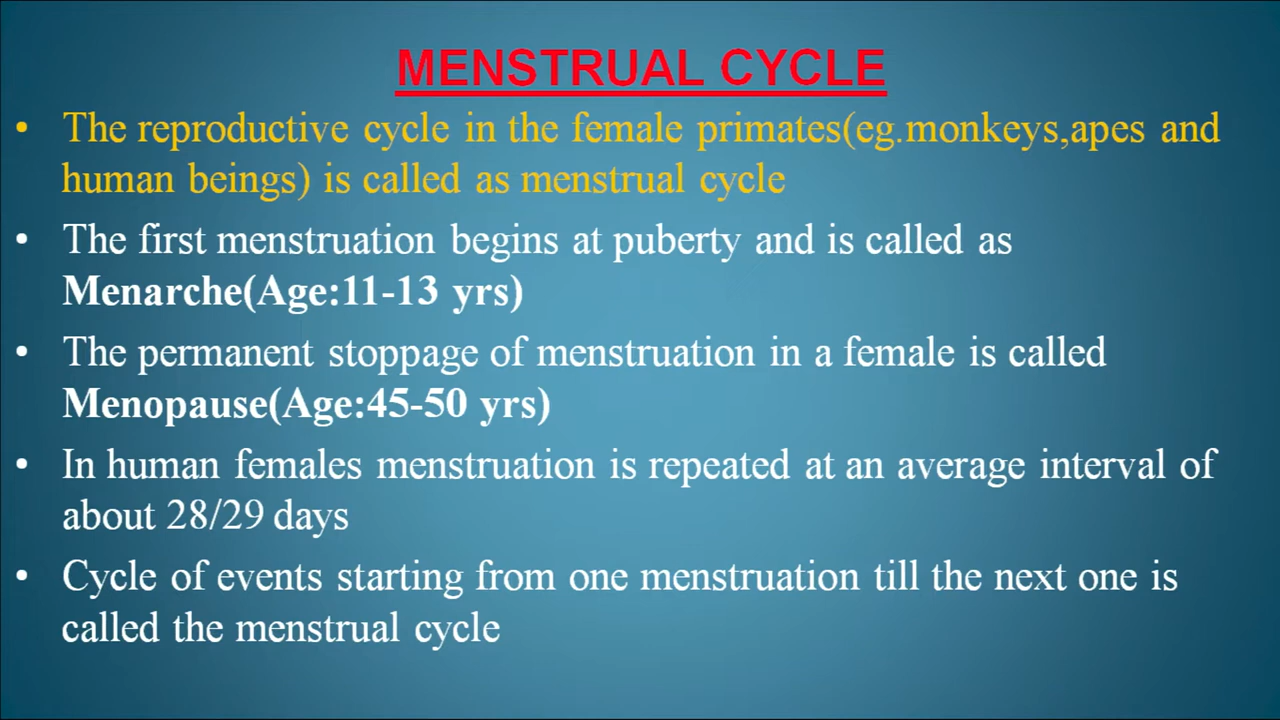 MENSTRUAL CYCLE
• The reproductive cycle in the female primates(eg.monkeys,apes and
human beings) is called as menstrual cycle
• The first menstruation begins at puberty and is called as
Menarche(Age:11-13 yrs)
• The permanent stoppage of menstruation in a female is called
Menopause(Age:45-50 yrs)
• In human females menstruation is repeated at an average interval of
about 28/29 days
• Cycle of events starting from one menstruation till the next one is
called the menstrual cycle